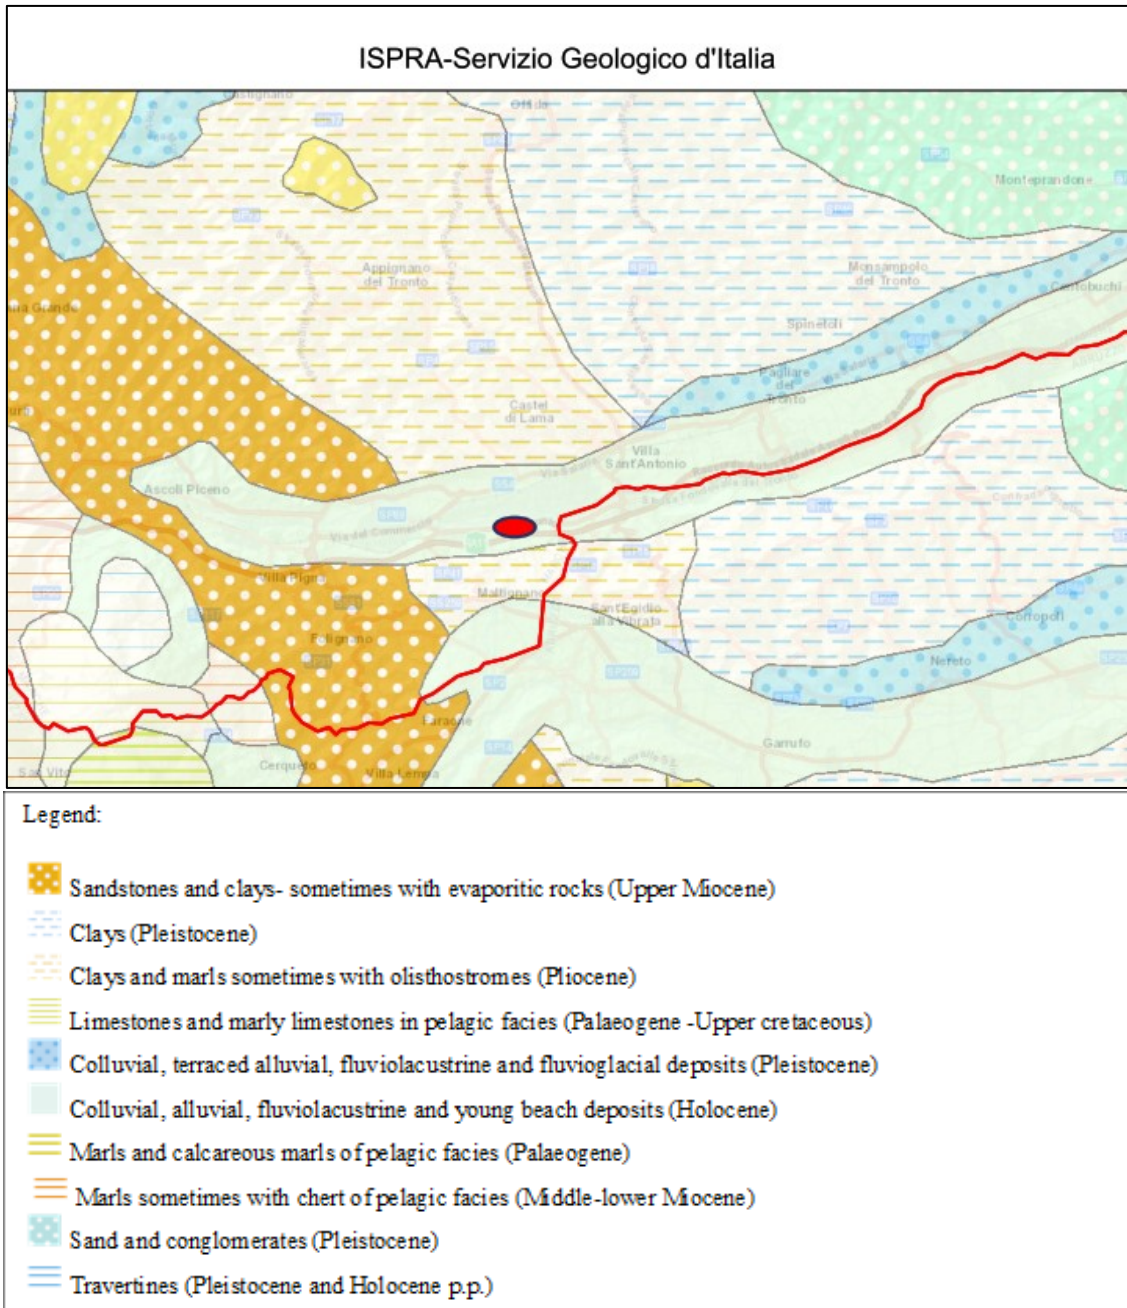 ISPRA-Servizio Geologico d'Italia
Castignano
Offida
Monteprandone
Appignano
del Tronto
Monsampolo
del Tronto
Centobuchi
Spinetoli
Pagliare
del
Tronto
Castel
di Lama
Villa
Sant'Antonio
Ascoli Piceno
Villa Pigna
Maltignano
Sant'Egidio
alla Vibrata
Folignano
Corropoli
Nereto
Faraone
Garrufo
San Vito
Cerqueto
Villa Lempa
Legend:
Sandstones and clays- sometimes with evaporitic rocks (Upper Miocene)
Clays (Pleistocene)
Clays and marls sometimes with olisthostromes (Pliocene)
Limestones and marly limestones in pelagic facies (Palaeogene -Upper cretaceous)
Colluvial, terraced alluvial, fluviolacustrine and fluvioglacial deposits (Pleistocene)
Colluvial, alluvial, fluviolacustrine and young beach deposits (Holocene)
Marls and calcareous marls of pelagic facies (Palaeogene)
Marls sometimes with chert of pelagic facies (Middle-lower Miocene)
Sand and conglomerates (Pleistocene)
Travertines (Pleistocene and Holocene p.p.)